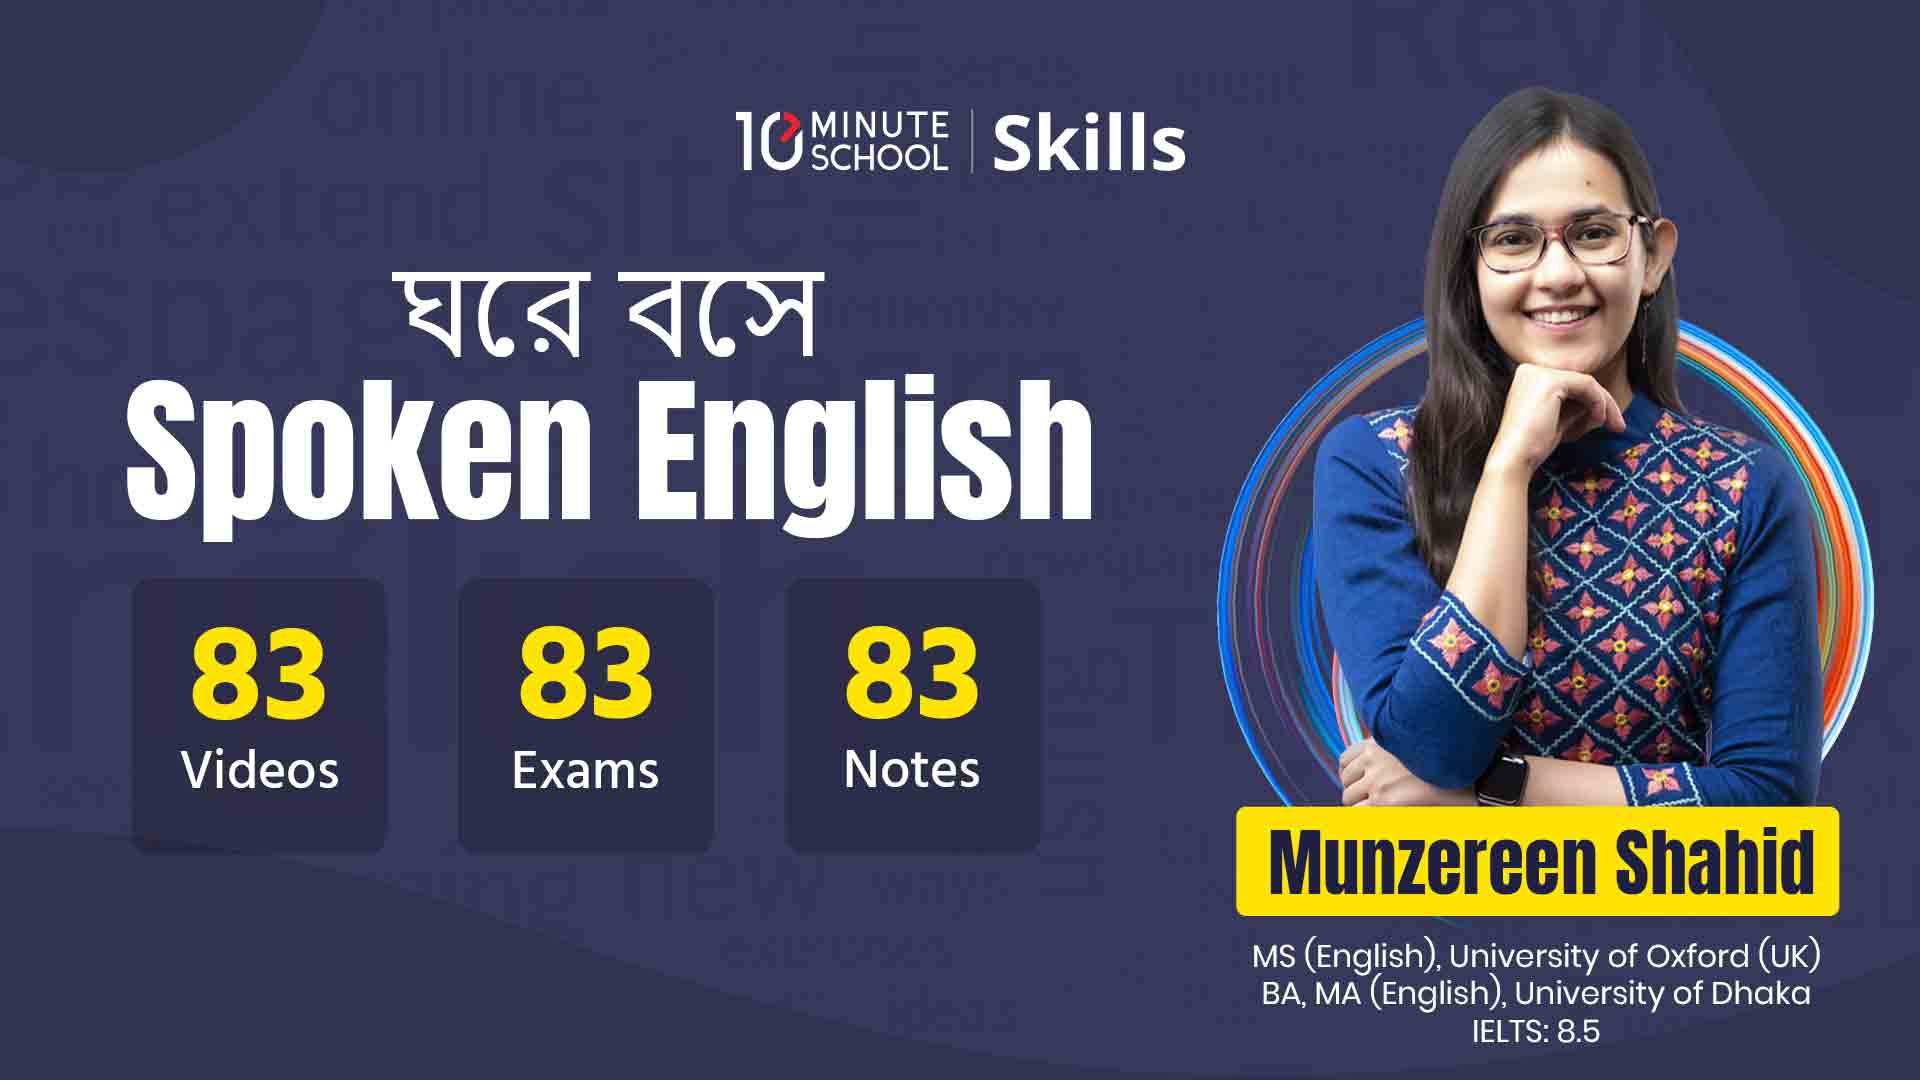 10 MINUTE SCHOOL | Skills
ঘরে বসে
Spoken English
83
Videos
83
Exams
83
Notes
Munzereen Shahid
MS (English), University of Oxford (UK)
BA, MA (English), University of Dhaka
IELTS: 8.5